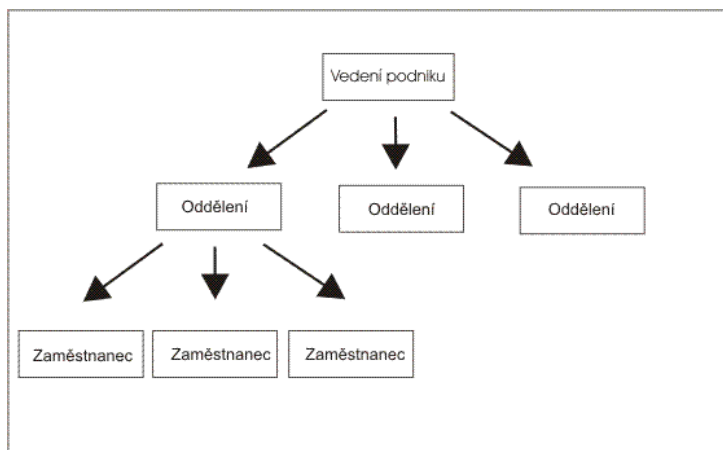 Vedení podniku
Oddělení
Oddělení
Oddělení
Zaměstnanec
Zaměstnanec
Zaměstnanec